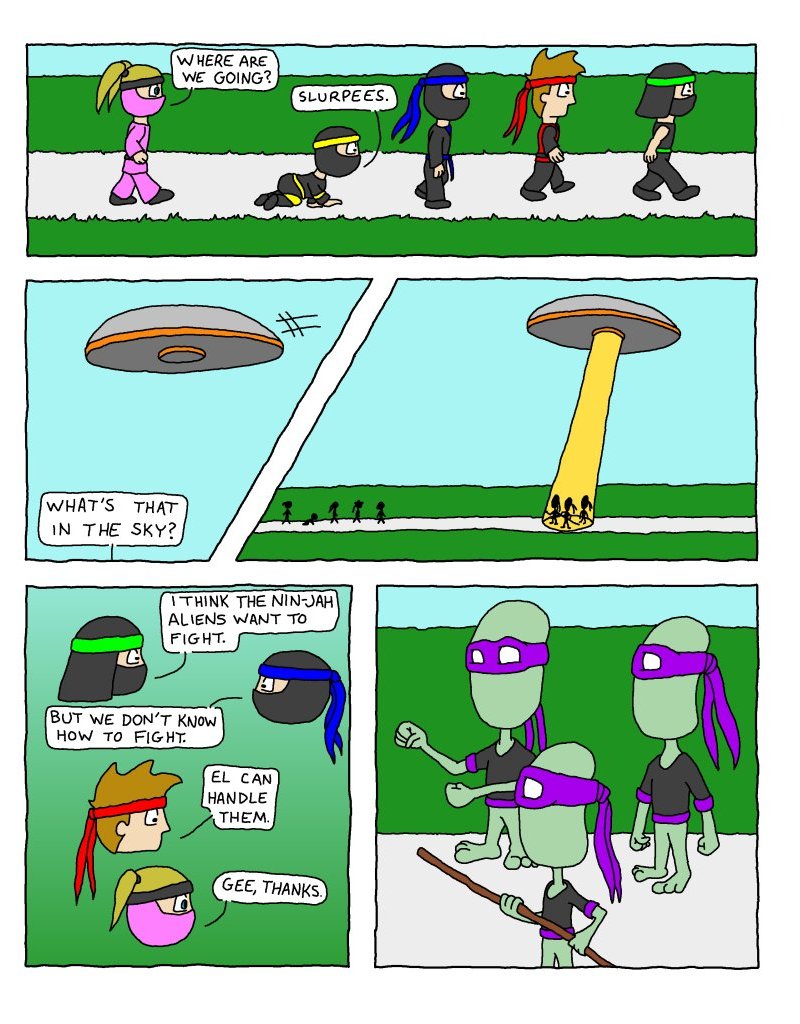 WHERE ARE
WE GOING?
SLURPEES.
WHAT'S THAT
IN THE SKY?
I THINK THE NIN-JAH
ALIENS WANT TO
FIGHT.
BUT WE DON'T KNOW
HOW TO FIGHT.
EL CAN
HANDLE
THEM.
GEE, THANKS.